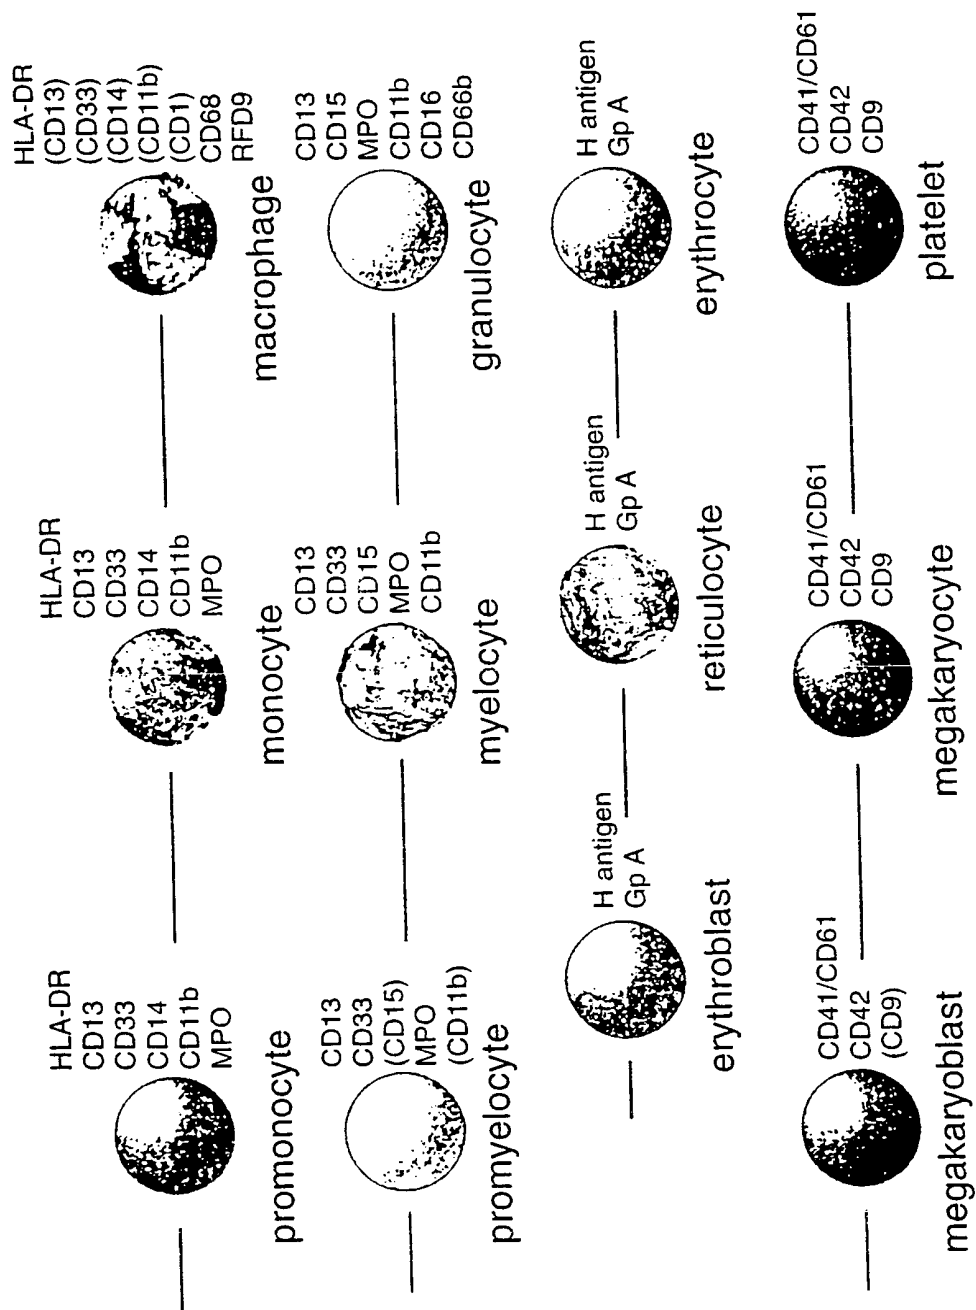 HLA-DR
CD13
CD33
CD14
CD11b
MPO
promonocyte
HLA-DR
CD13
CD33
CD14
CD11b
MPO
monocyte
HLA-DR
(CD13)
(CD33)
(CD14)
(CD11b)
(CD1)
CD68
RFD9
macrophage
CD13
CD33
(CD15)
MPO
(CD11b)
promyelocyte
CD13
CD33
CD15
MPO
CD11b
myelocyte
CD13
CD15
MPO
CD11b
CD16
CD66b
granulocyte
H antigen
Gp A
erythroblast
H antigen
Gp A
reticulocyte
H antigen
Gp A
erythrocyte
CD41/CD61
CD42
(CD9)
megakaryoblast
CD41/CD61
CD42
CD9
megakaryocyte
CD41/CD61
CD42
CD9
platelet